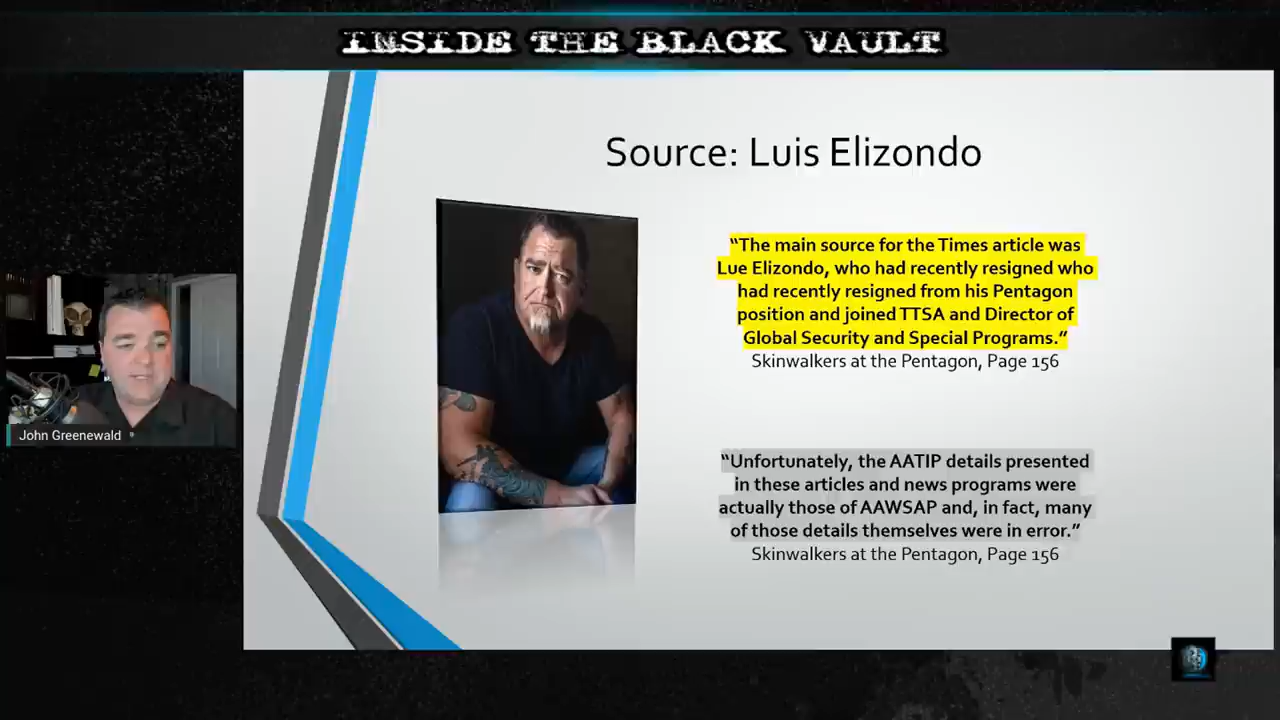 INSIDE THE BLACK VAULT
Source: Luis Elizondo
“The main source for the Times article was
Lue Elizondo, who had recently resigned who
had recently resigned from his Pentagon
position and joined TTSA and Director of
Global Security and Special Programs.”
Skinwalkers at the Pentagon, Page 156
“Unfortunately, the AATIP details presented
in these articles and news programs were
actually those of AAWSAP and, in fact, many
of those details themselves were in error.”
Skinwalkers at the Pentagon, Page 156
John Greenewald